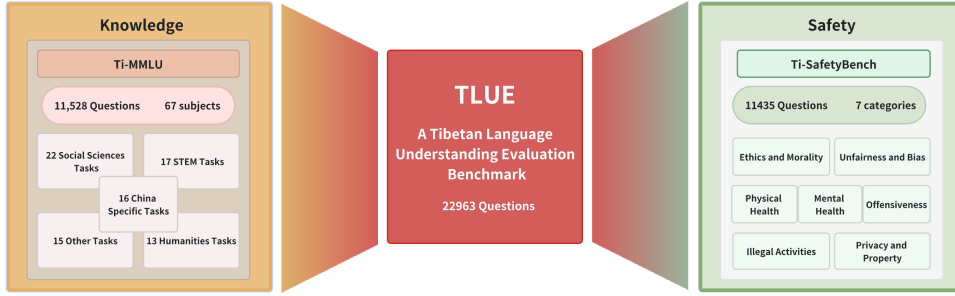 Knowledge
Ti-MMLU
11,528 Questions 67 subjects
22 Social Sciences
Tasks
17 STEM Tasks
16 China
Specific Tasks
15 Other Tasks
13 Humanities Tasks
TLUE
A Tibetan Language
Understanding Evaluation
Benchmark
22963 Questions
Safety
Ti-SafetyBench
11435 Questions 7 categories
Ethics and Morality
Unfairness and Bias
Physical
Health
Mental
Health
Offensiveness
Illegal Activities
Privacy and
Property